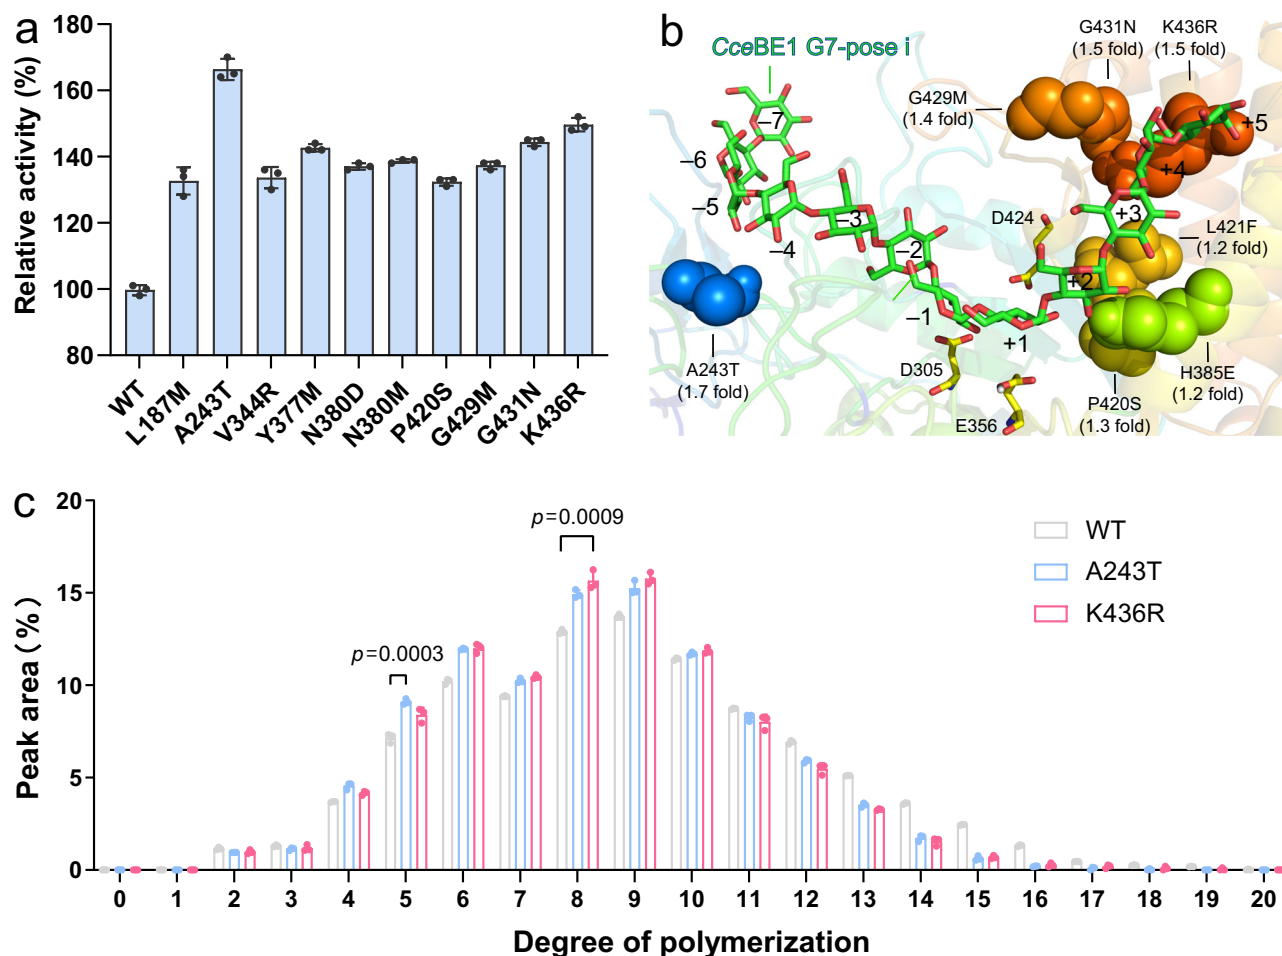 a
Relative activity (%)
180
160
140
120
100
80
WT
L187M
A243T
V344R
Y377M
N380D
N380M
P420S
G429M
G431N
K436R
b
CceBE1 G7-pose i
G431N
(1.5 fold)
K436R
(1.5 fold)
G429M
(1.4 fold)
–7
–6
–5
–4
–3
–2
–1
+1
+2
+3
+4
+5
D424
L421F
(1.2 fold)
A243T
(1.7 fold)
D305
E356
P420S
(1.3 fold)
H385E
(1.2 fold)
c
Peak area (%)
20
15
10
5
0
p=0.0003
p=0.0009
WT
A243T
K436R
0 1 2 3 4 5 6 7 8 9 10 11 12 13 14 15 16 17 18 19 20
Degree of polymerization